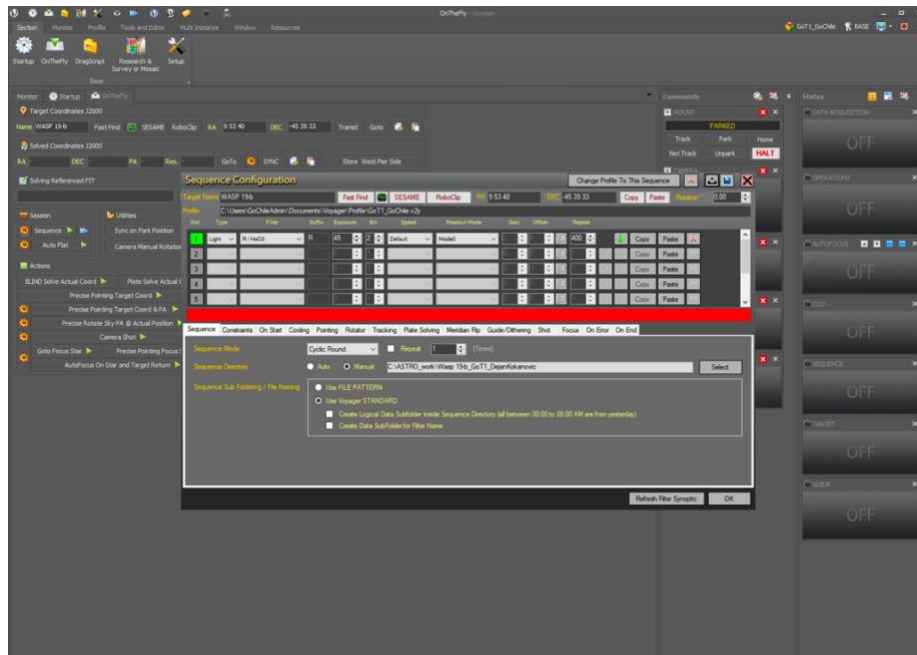 OnTheFly - Voyager
Section Monitor Profile Tools and Editor Multi Instance Window Resources
GoT1_GoChile BASE
Startup OnTheFly DragScript Research & Survey or Mosaic Setup
Base
Monitor Startup OnTheFly
Target Coordinates J2000
Name WASP 19-b Fast Find SESAME RoboClip RA 9 53 40 DEC -45 39 33 Transit Goto
Solved Coordinates J2000
RA - DEC - PA - Res. - GoTo SYNC Store West Pier Side
Solving Referenced FIT
Session Utilities
Sequence Sync on Park Position
Auto Flat Camera Manual Rotation
Actions
BLIND Solve Actual Coord Plate Solve Actual
Precise Pointing Target Coord
Precise Pointing Target Coord & PA
Precise Rotate Sky PA @ Actual Position
Camera Shot
Goto Focus Star Precise Pointing Focus
AutoFocus On Star and Target Return
Sequence Configuration
Change Profile To This Sequence
Target Name WASP 19-b Fast Find SESAME RoboClip RA 9 53 40 DEC -45 39 33 Copy Paste Rotation 0.00
Profile C:\Users\GoChileAdmin\Documents\Voyager\Profile\GoT1_GoChile.v2y
Slot Type Filter Suffix Exposure Bin Speed Readout Mode Gain Offset Repeat
1 Light R / HaO3 R 45 2 Default Mode0 400 Copy Paste
2 Copy Paste
3 Copy Paste
4 Copy Paste
5 Copy Paste
Sequence Constraints On Start Cooling Pointing Rotator Tracking Plate Solving Meridian Flip Guide/Dithering Shot Focus On Error On End
Sequence Mode Cyclic Round Repeat 1 [Times]
Sequence Directory Auto Manual C:\ASTRO_work\Wasp 19-b_GoT1_DejanKokanovic Select
Sequence Sub Foldering / File Naming Use FILE PATTERN
Use Voyager STANDARD
Create Logical Data Subfolder Inside Sequence Directory (all between 00:00 to 08:00 AM are from yesterday)
Create Data SubFolder for Filter Name
Refresh Filter Synoptic OK
Commands
MOUNT
PARKED
Track Park Home
Not Track Unpark HALT
CAMERA
Status
DATA ACQUISITION
OFF
OPERATIONS
OFF
AUTOFOCUS
OFF
CCD
OFF
SEQUENCE
OFF
TARGET
OFF
GUIDE
OFF